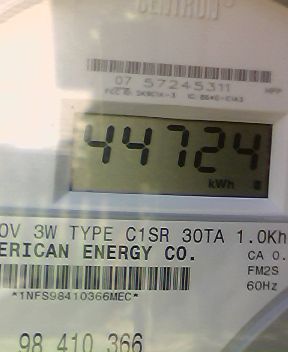 CENTRON
07 57245311
44724
kWh
0V 3W TYPE C1SR 30TA 1.0Kh
ERICAN ENERGY CO.
CA 0.
FM2S
60Hz
*1NFS98410366MEC*
98 410 366